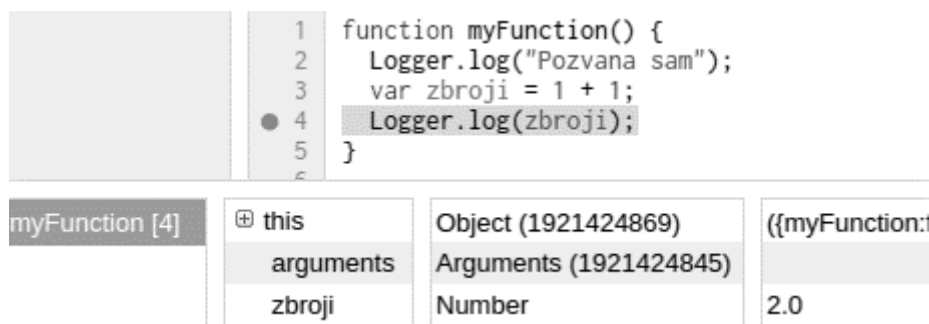 1 function myFunction() {
2 Logger.log("Pozvana sam");
3 var zbroji = 1 + 1;
4 Logger.log(zbroji);
5 }
myFunction [4] this Object (1921424869) ({myFunction:f
arguments Arguments (1921424845)
zbroji Number 2.0